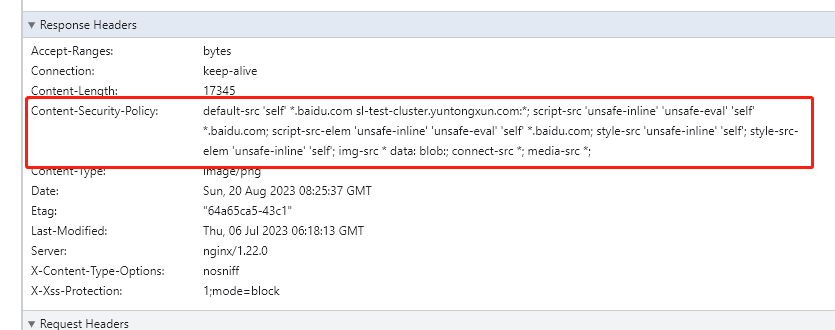 Response Headers
Accept-Ranges: bytes
Connection: keep-alive
Content-Length: 17345
Content-Security-Policy: default-src 'self' *.baidu.com sl-test-cluster.yuntongxun.com:*; script-src 'unsafe-inline' 'unsafe-eval' 'self'
*.baidu.com; script-src-elem 'unsafe-inline' 'unsafe-eval' 'self' *.baidu.com; style-src 'unsafe-inline' 'self'; style-src-
elem 'unsafe-inline' 'self'; img-src * data: blob:; connect-src *; media-src *;
Content-Type: image/png
Date: Sun, 20 Aug 2023 08:25:37 GMT
Etag: "64a65ca5-43c1"
Last-Modified: Thu, 06 Jul 2023 06:18:13 GMT
Server: nginx/1.22.0
X-Content-Type-Options: nosniff
X-Xss-Protection: 1;mode=block
Request Headers